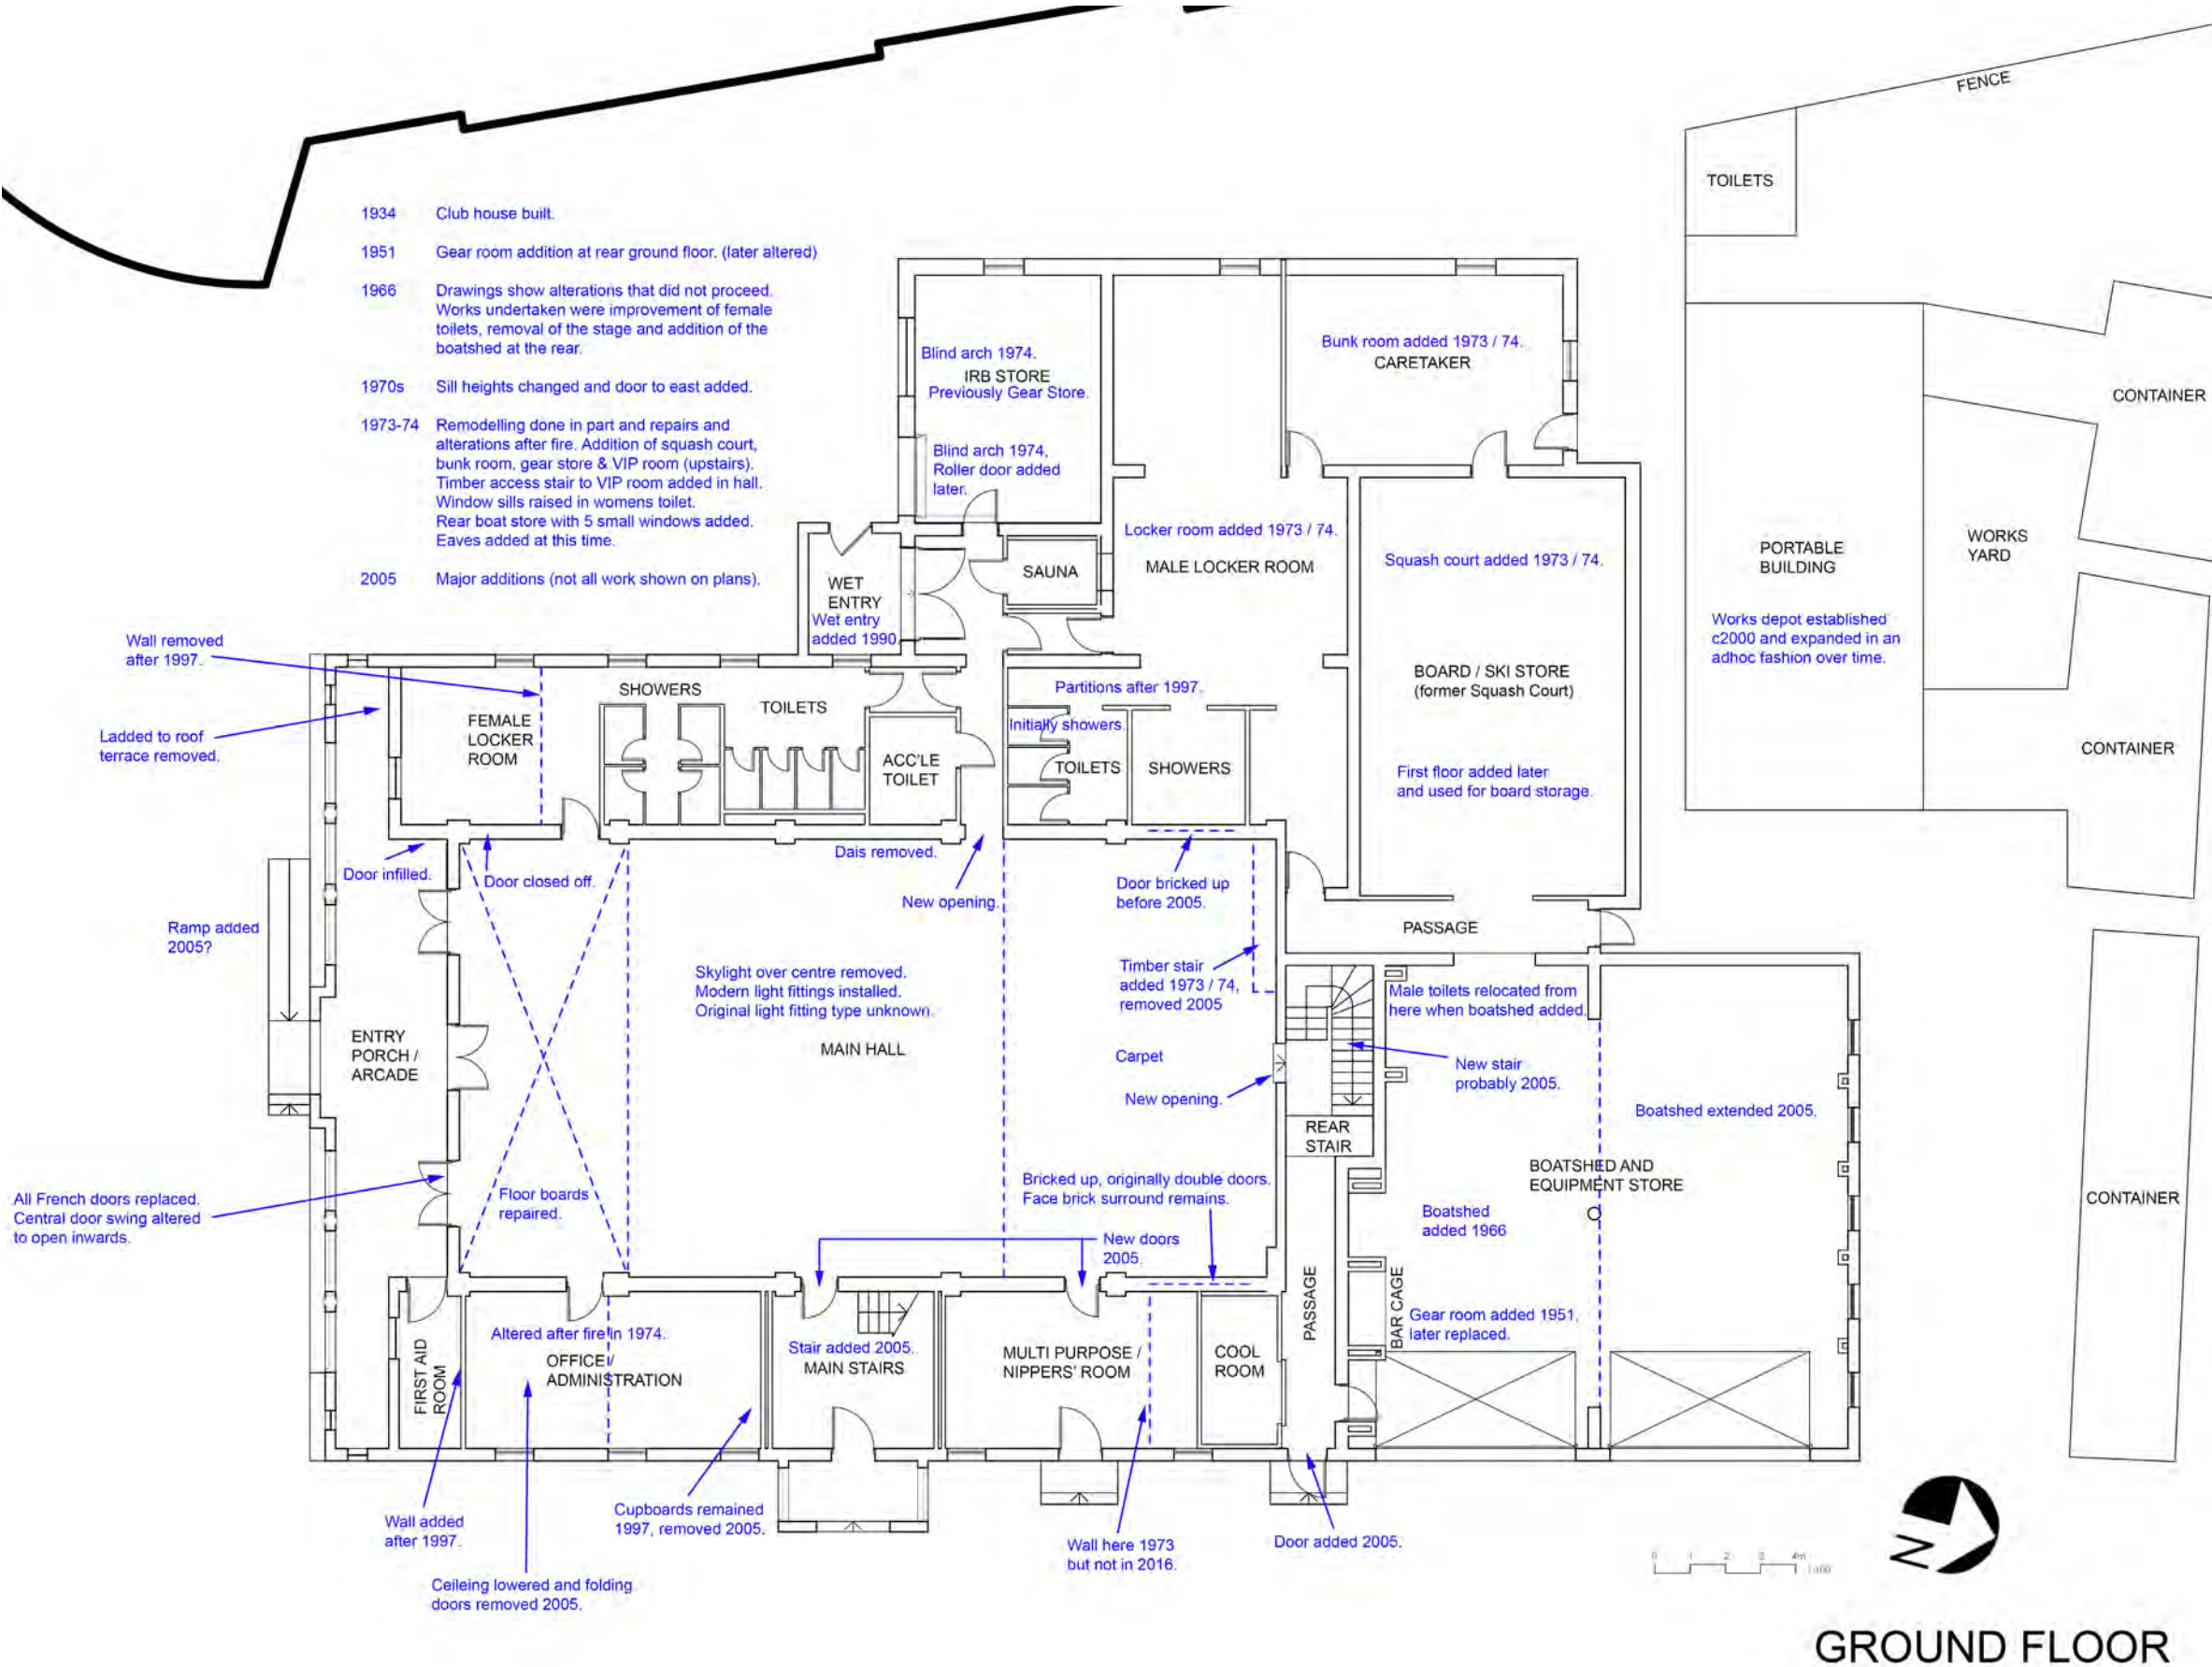 FENCE
TOILETS
1934 Club house built.
1951 Gear room addition at rear ground floor. (later altered)
1966 Drawings show alterations that did not proceed.
Works undertaken were improvement of female
toilets, removal of the stage and addition of the
boatshed at the rear.
1970s Sill heights changed and door to east added.
1973-74 Remodelling done in part and repairs and
alterations after fire. Addition of squash court,
bunk room, gear store & VIP room (upstairs).
Timber access stair to VIP room added in hall.
Window sills raised in womens toilet.
Rear boat store with 5 small windows added.
Eaves added at this time.
2005 Major additions (not all work shown on plans).
Blind arch 1974.
IRB STORE
Previously Gear Store.
Blind arch 1974,
Roller door added
later.
Bunk room added 1973 / 74.
CARETAKER
CONTAINER
WET
ENTRY
Wet entry
added 1990
SAUNA
Locker room added 1973 / 74.
MALE LOCKER ROOM
Squash court added 1973 / 74.
PORTABLE
BUILDING
WORKS
YARD
Works depot established
c2000 and expanded in an
adhoc fashion over time.
Wall removed
after 1997.
Ladded to roof
terrace removed.
FEMALE
LOCKER
ROOM
SHOWERS
TOILETS
ACC'LE
TOILET
Partitions after 1997.
Initially showers.
TOILETS
SHOWERS
BOARD / SKI STORE
(former Squash Court)
First floor added later
and used for board storage.
CONTAINER
Door infilled.
Door closed off.
Dais removed.
New opening.
Door bricked up
before 2005.
PASSAGE
Ramp added
2005?
ENTRY
PORCH /
ARCADE
Skylight over centre removed.
Modern light fittings installed.
Original light fitting type unknown.
MAIN HALL
Timber stair
added 1973 / 74,
removed 2005
Carpet
New opening.
Male toilets relocated from
here when boatshed added.
New stair
probably 2005.
REAR
STAIR
Boatshed extended 2005.
BOATSHED AND
EQUIPMENT STORE
Boatshed
added 1966
CONTAINER
All French doors replaced.
Central door swing altered
to open inwards.
Floor boards
repaired.
Bricked up, originally double doors.
Face brick surround remains.
New doors
2005.
PASSAGE
BAR CAGE
Gear room added 1951,
later replaced.
FIRST AID
ROOM
Altered after fire in 1974.
OFFICE /
ADMINISTRATION
Stair added 2005.
MAIN STAIRS
MULTI PURPOSE /
NIPPERS' ROOM
COOL
ROOM
Wall added
after 1997.
Ceileing lowered and folding
doors removed 2005.
Cupboards remained
1997, removed 2005.
Wall here 1973
but not in 2016.
Door added 2005.
0 1 2 3 4m
N
GROUND FLOOR